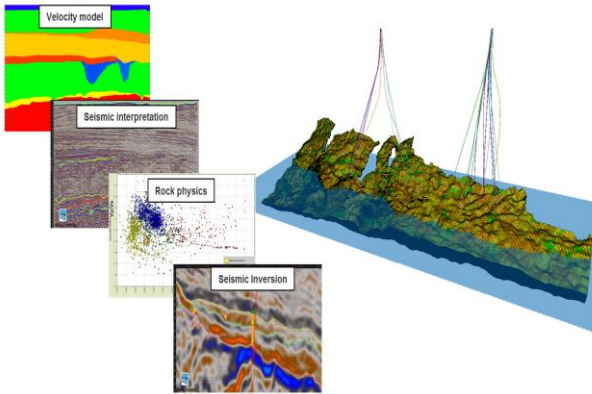 Velocity model
Seismic interpretation
Rock physics
Seismic Inversion